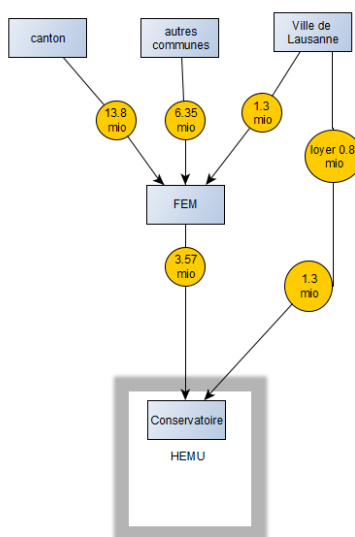 canton
autres
communes
Ville de
Lausanne
13.8
mio
6.35
mio
1.3
mio
loyer 0.8
mio
FEM
3.57
mio
1.3
mio
Conservatoire
HEMU